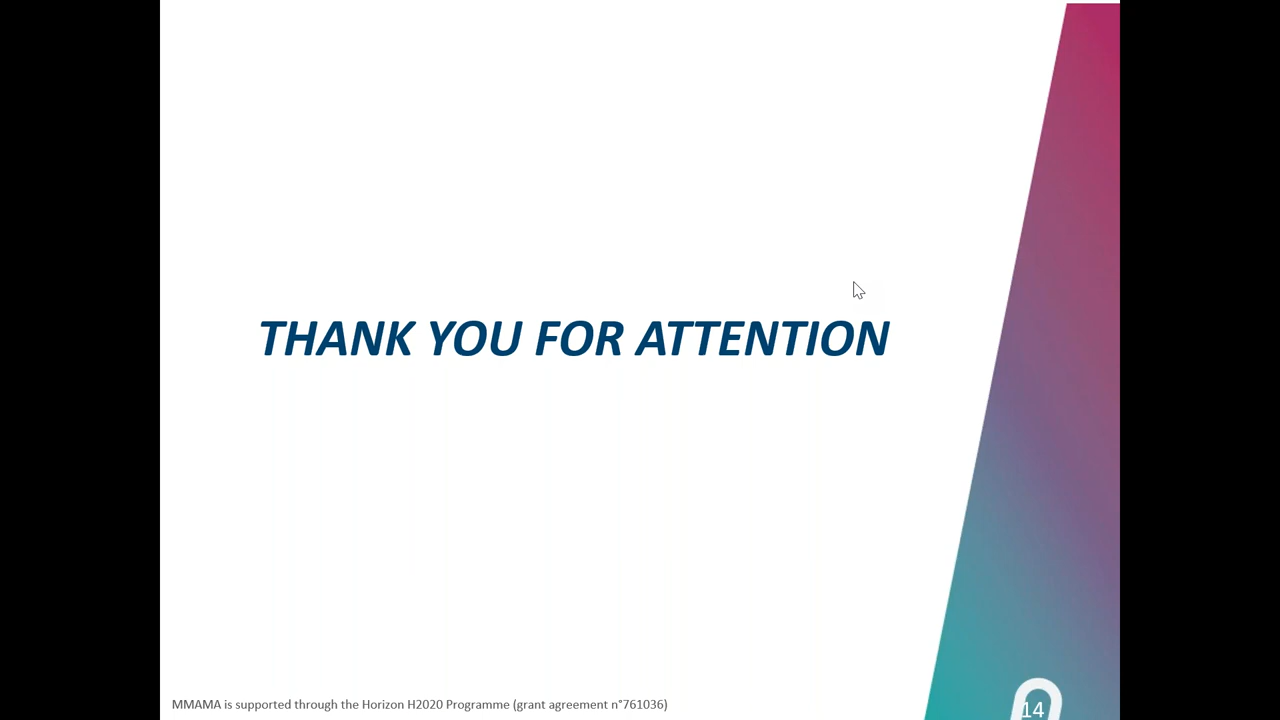 THANK YOU FOR ATTENTION
MMAMA is supported through the Horizon H2020 Programme (grant agreement n°761036)
14